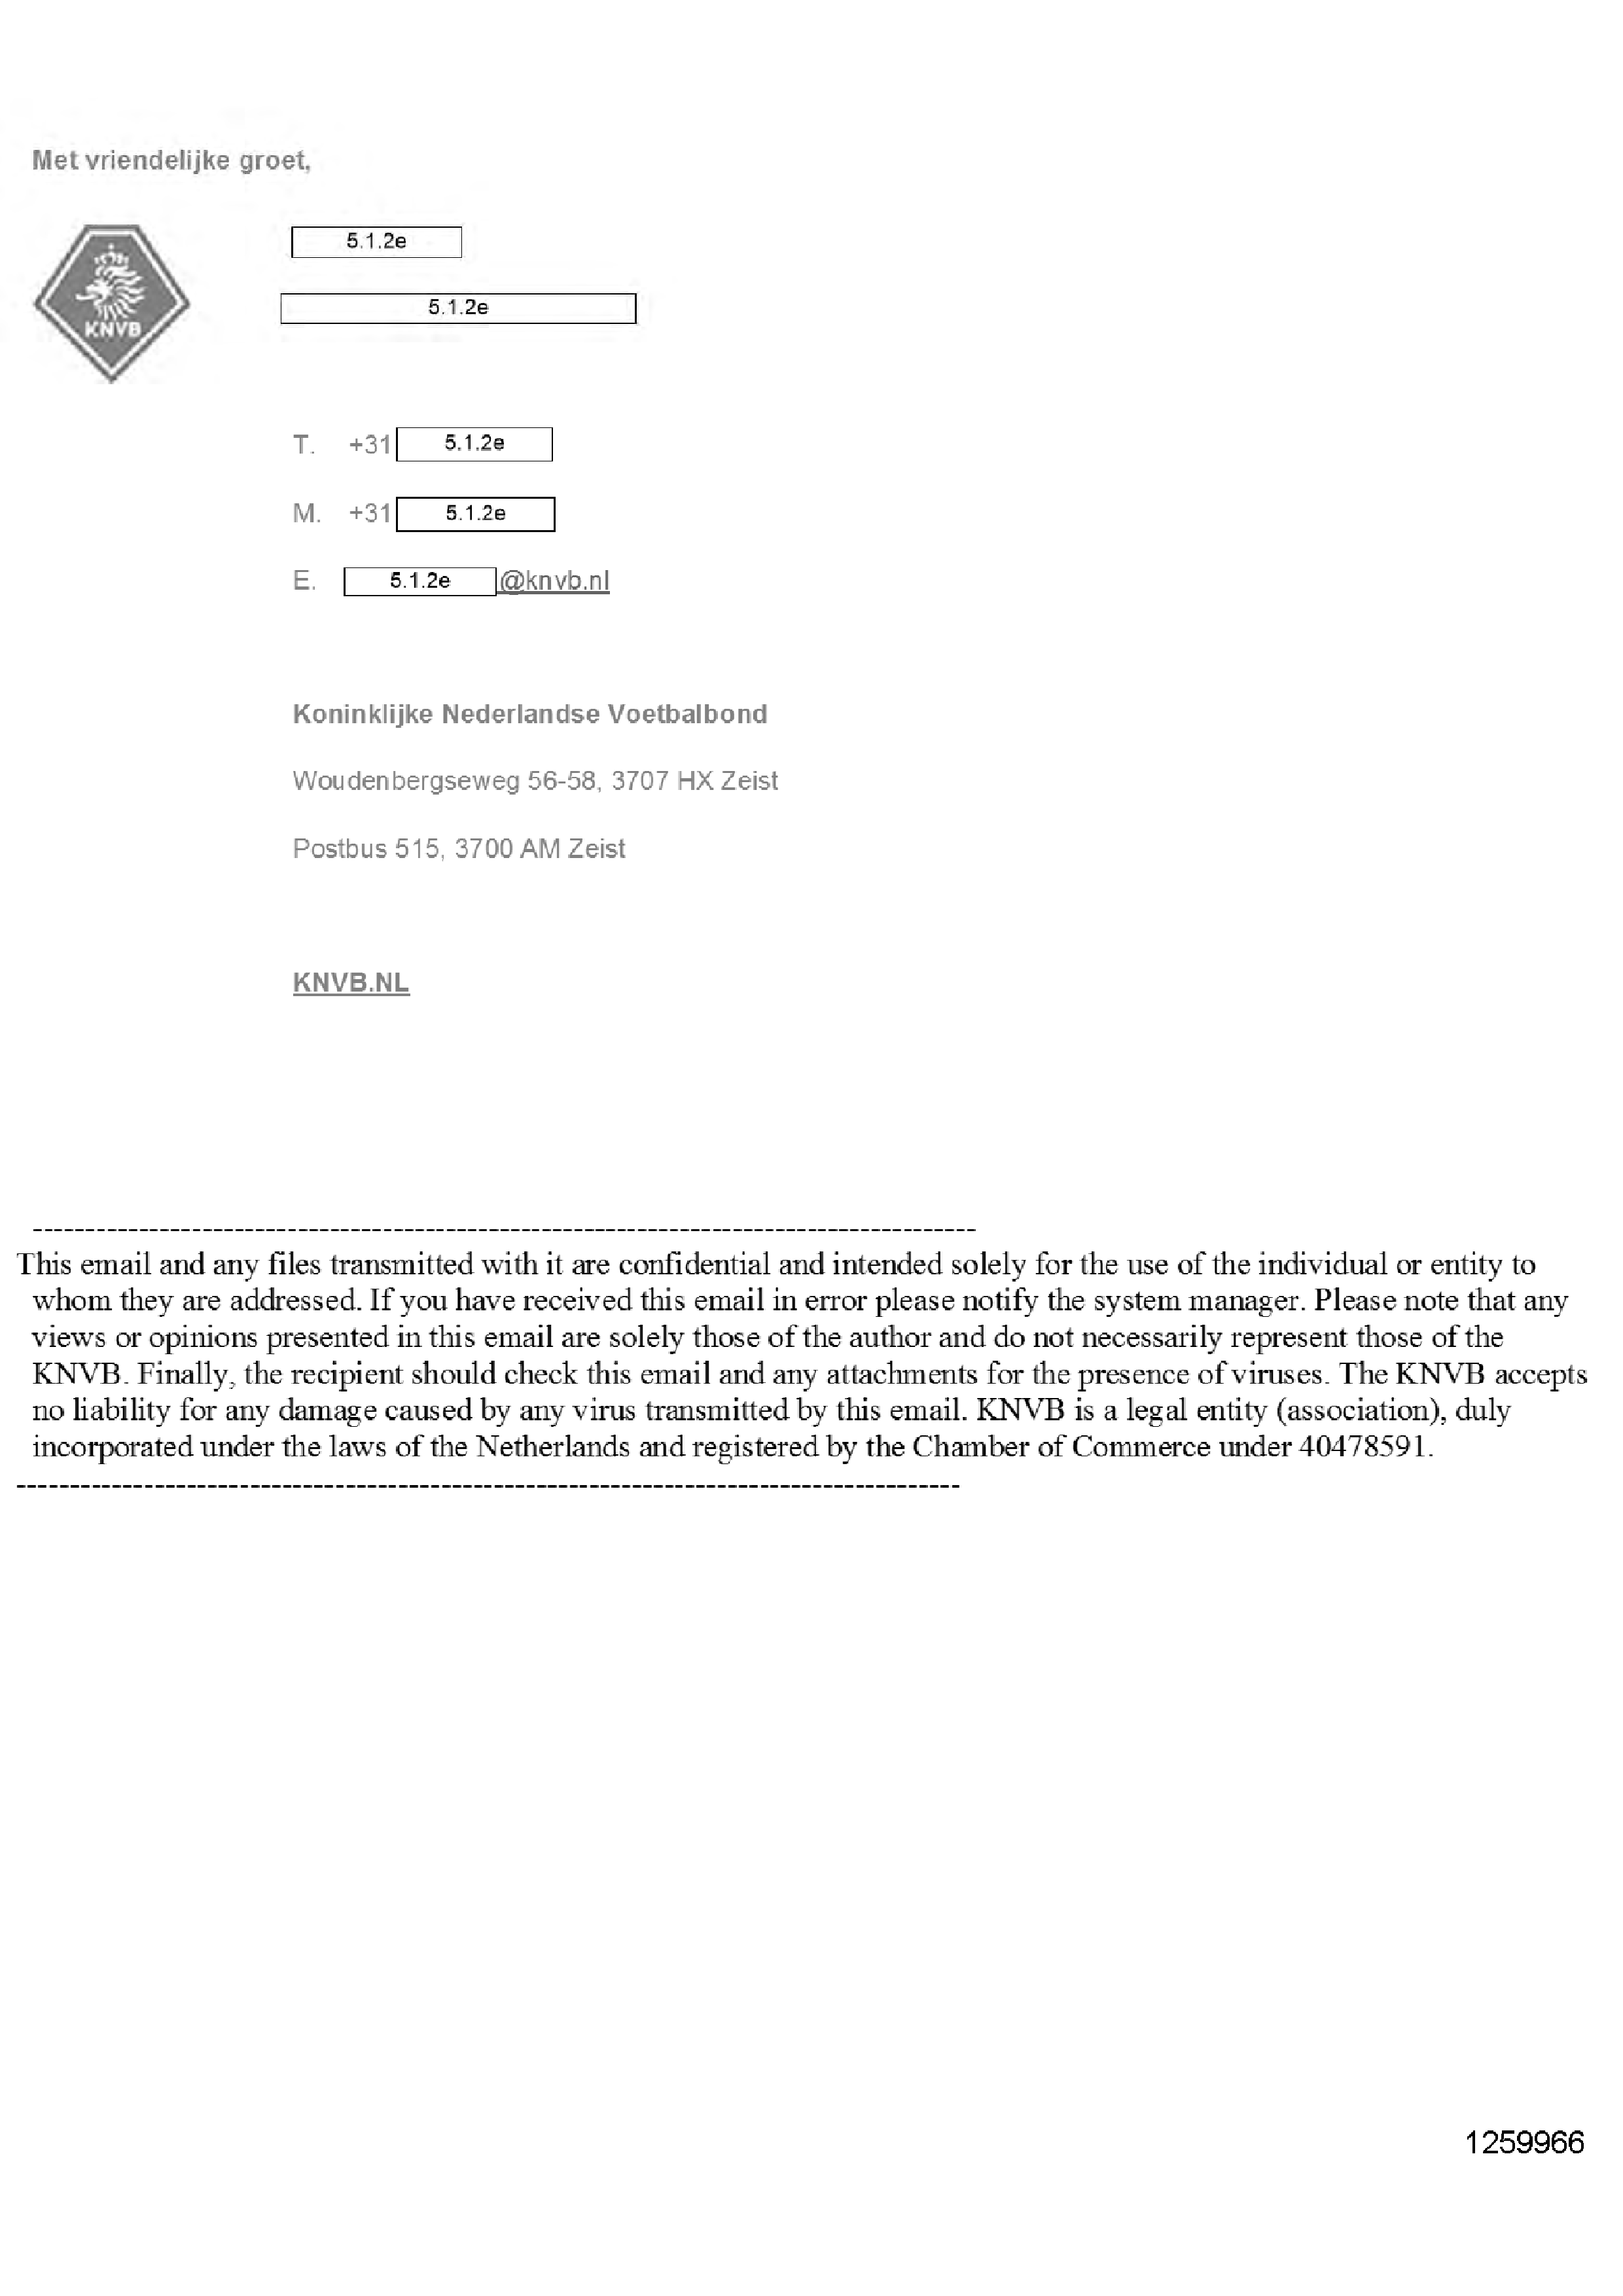 Met vriendelijke groet,
KNVB
5.1.2e
5.1.2e
T. +31 5.1.2e
M. +31 5.1.2e
E. 5.1.2e @knvb.nl
Koninklijke Nederlandse Voetbalbond
Woudenbergseweg 56-58, 3707 HX Zeist
Postbus 515, 3700 AM Zeist
KNVB.NL
-----------------------------------------------------------------------------------------
This email and any files transmitted with it are confidential and intended solely for the use of the individual or entity to
whom they are addressed. If you have received this email in error please notify the system manager. Please note that any
views or opinions presented in this email are solely those of the author and do not necessarily represent those of the
KNVB. Finally, the recipient should check this email and any attachments for the presence of viruses. The KNVB accepts
no liability for any damage caused by any virus transmitted by this email. KNVB is a legal entity (association), duly
incorporated under the laws of the Netherlands and registered by the Chamber of Commerce under 40478591.
-----------------------------------------------------------------------------------------
1259966